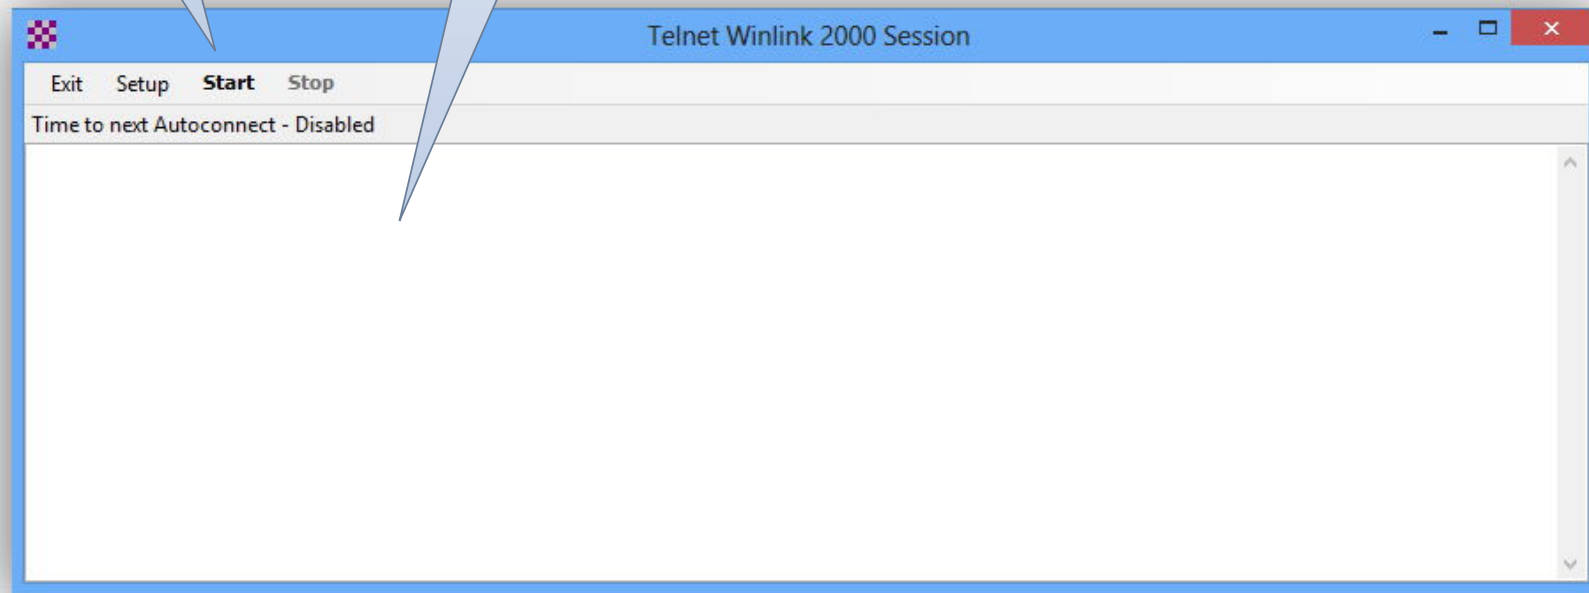 Telnet Winlink 2000 Session
Exit Setup Start Stop
Time to next Autoconnect - Disabled